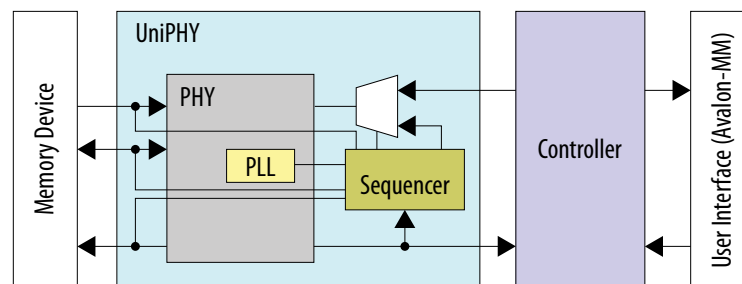 UniPHY
PHY
PLL
Sequencer
Memory Device
Controller
User Interface (Avalon-MM)